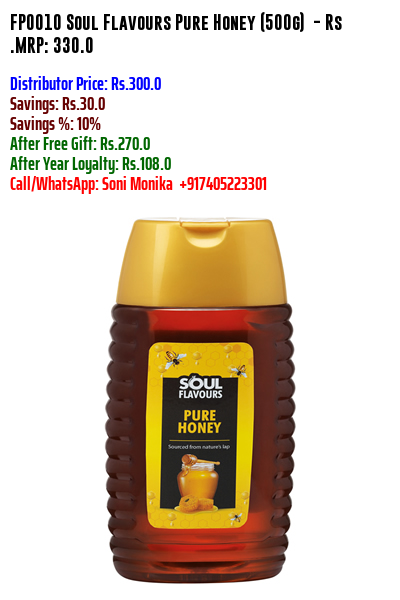 FP0010 Soul Flavours Pure Honey (500g) - Rs
.MRP: 330.0
Distributor Price: Rs.300.0
Savings: Rs.30.0
Savings %: 10%
After Free Gift: Rs.270.0
After Year Loyalty: Rs.108.0
Call/WhatsApp: Soni Monika +917405223301
SOUL
FLAVOURS
PURE
HONEY
Sourced from nature's lap